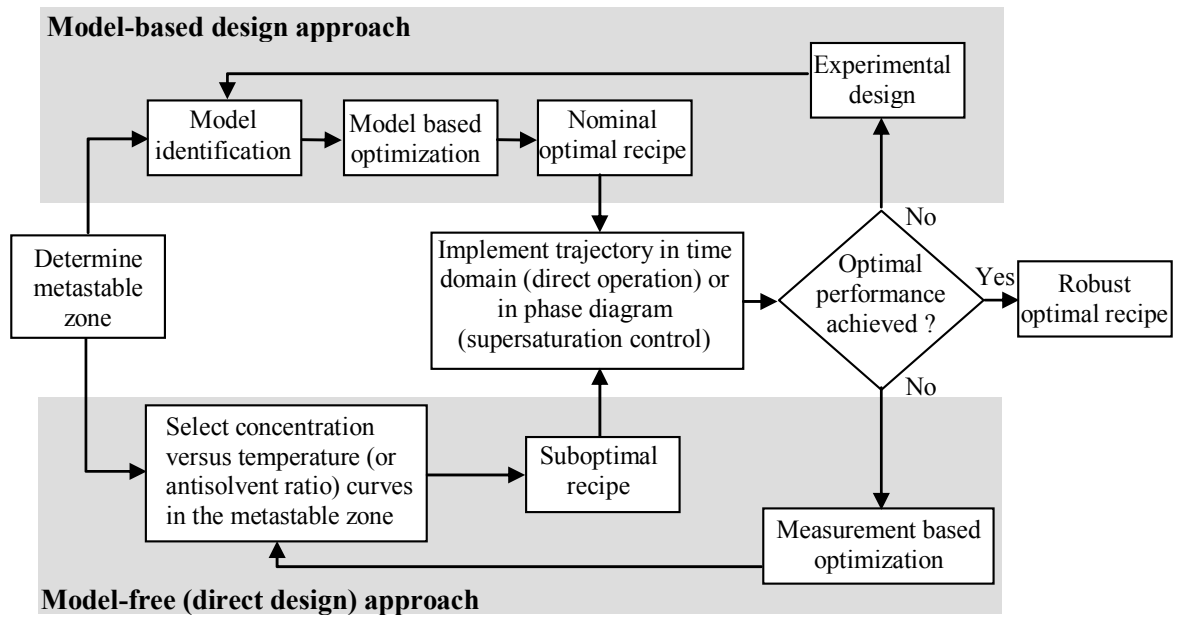 Model-based design approach
Experimental
design
Model
identification
Model based
optimization
Nominal
optimal recipe
No
Determine
metastable
zone
Implement trajectory in time
domain (direct operation) or
in phase diagram
(supersaturation control)
Optimal
performance
achieved ?
Yes
Robust
optimal recipe
No
Select concentration
versus temperature (or
antisolvent ratio) curves
in the metastable zone
Suboptimal
recipe
Measurement based
optimization
Model-free (direct design) approach